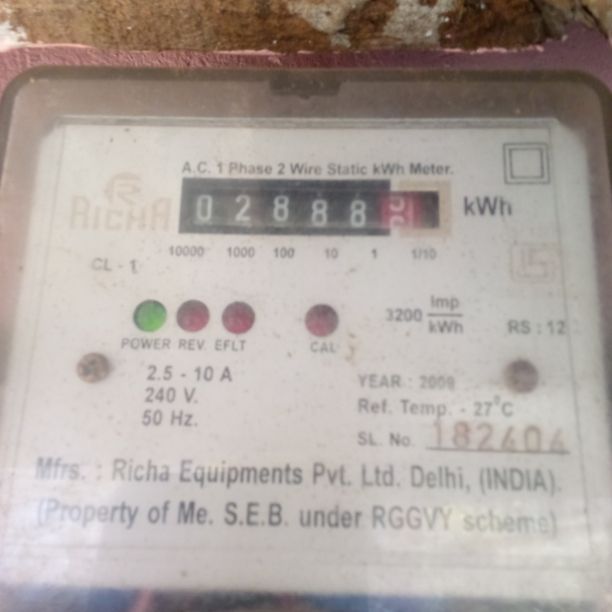 A.C. 1 Phase 2 Wire Static kWh Meter.
RICHA
0 2 8 8 8 kWh
10000 1000 100 10 1 1/10
CL - 1
3200 Imp/kWh
RS : 12
POWER REV. EFLT CAL
2.5 - 10 A
240 V.
50 Hz.
YEAR : 2009
Ref. Temp. - 27°C
SL. No. 182404
Mfrs. : Richa Equipments Pvt. Ltd. Delhi, (INDIA).
(Property of Me. S.E.B. under RGGVY scheme)